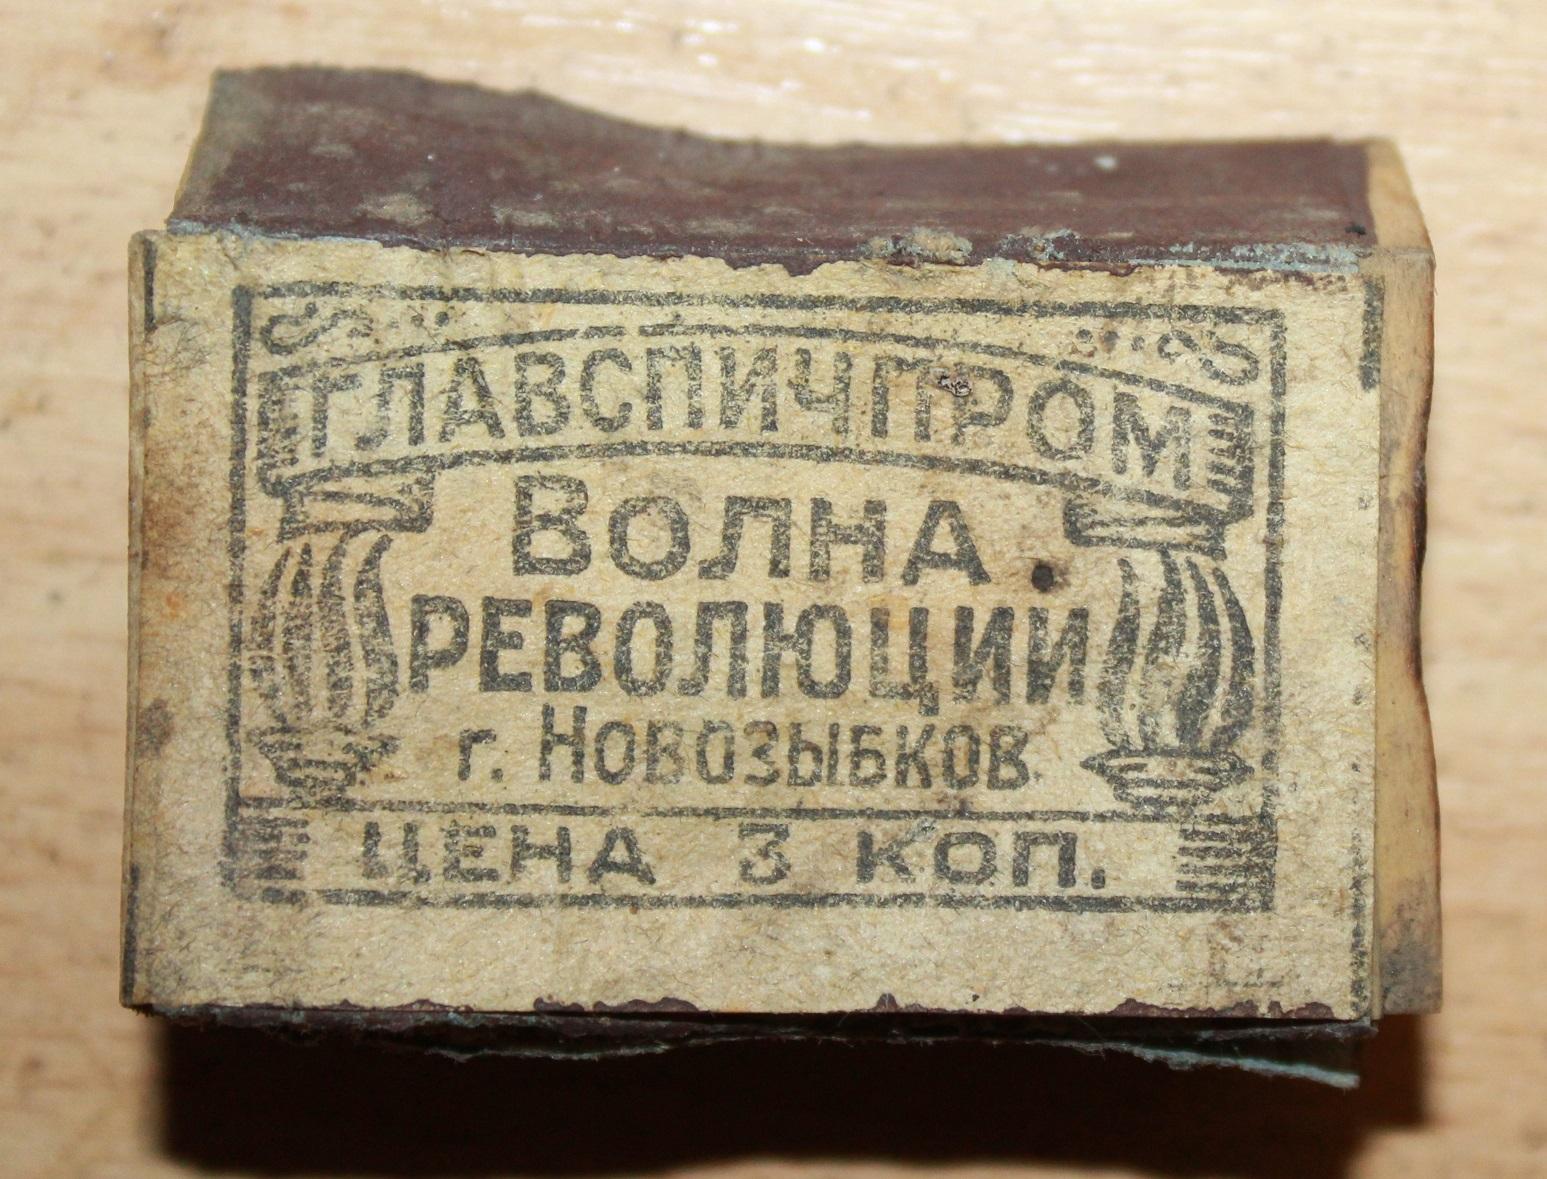 ГЛАВСПИЧПРОМ
ВОЛНА
РЕВОЛЮЦИИ
г. НОВОЗЫБКОВ
ЦЕНА 3 КОП.